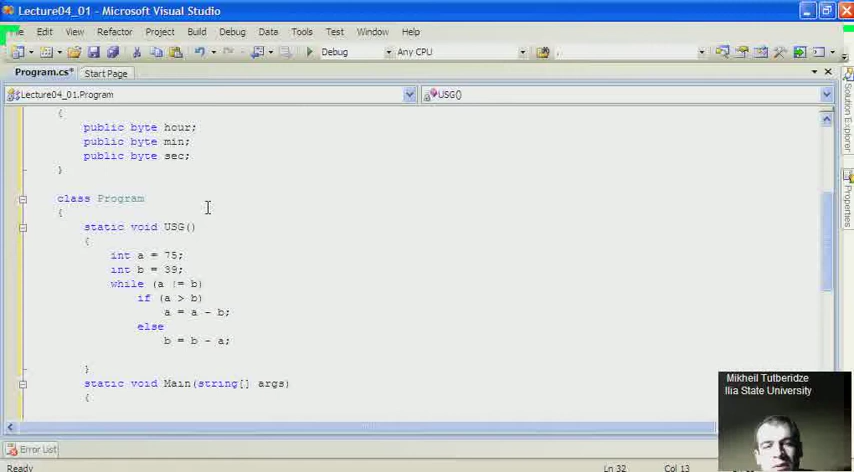 Lecture04_01 - Microsoft Visual Studio
Edit View Refactor Project Build Debug Data Tools Test Window Help
Debug Any CPU
Program.cs* Start Page
Lecture04_01.Program USG()
{
public byte hour;
public byte min;
public byte sec;
}
class Program
{
static void USG()
{
int a = 75;
int b = 39;
while (a != b)
if (a > b)
a = a - b;
else
b = b - a;
}
static void Main(string[] args)
{
Solution Explorer
Properties
Mikheil Tutberidze
Ilia State University
Error List
Ready Ln 32 Col 13